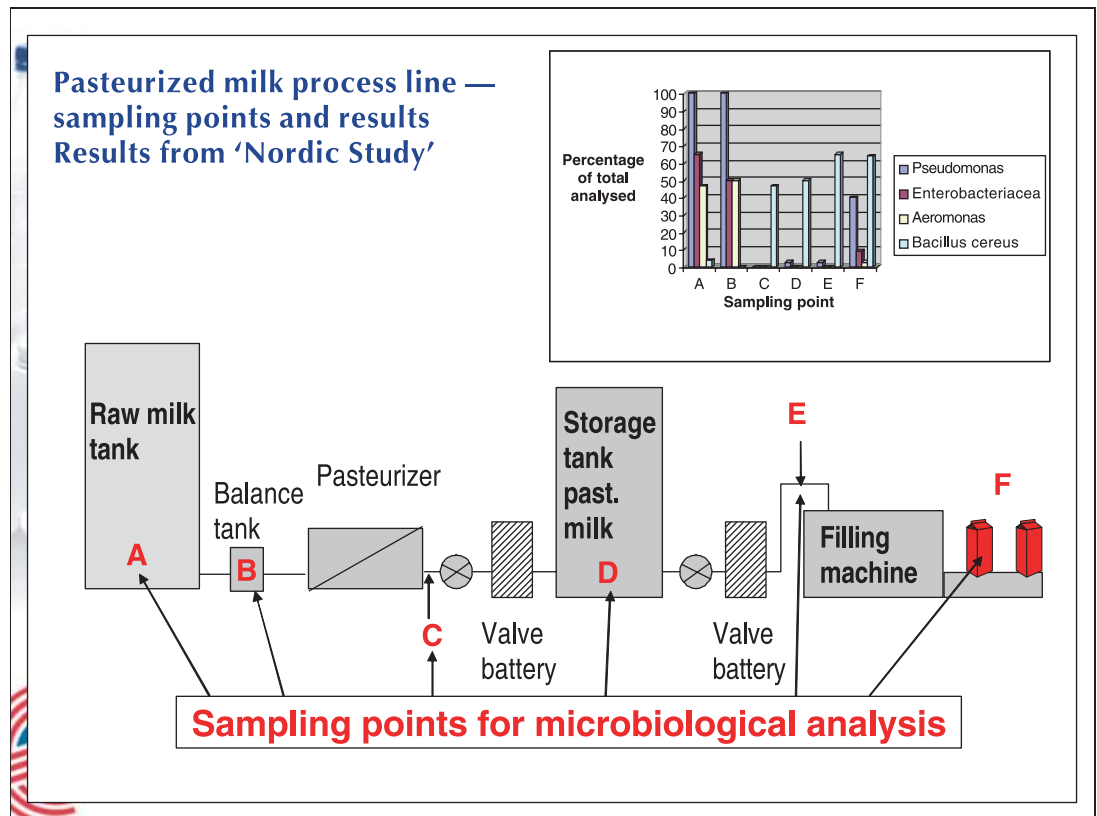 Pasteurized milk process line —
sampling points and results
Results from ‘Nordic Study’
Percentage
of total
analysed
100
90
80
70
60
50
40
30
20
10
0
A B C D E F
Sampling point
Pseudomonas
Enterobacteriacea
Aeromonas
Bacillus cereus
Raw milk
tank
A
Balance
tank
B
Pasteurizer
C
Valve
battery
Storage
tank
past.
milk
D
Valve
battery
E
Filling
machine
F
Sampling points for microbiological analysis